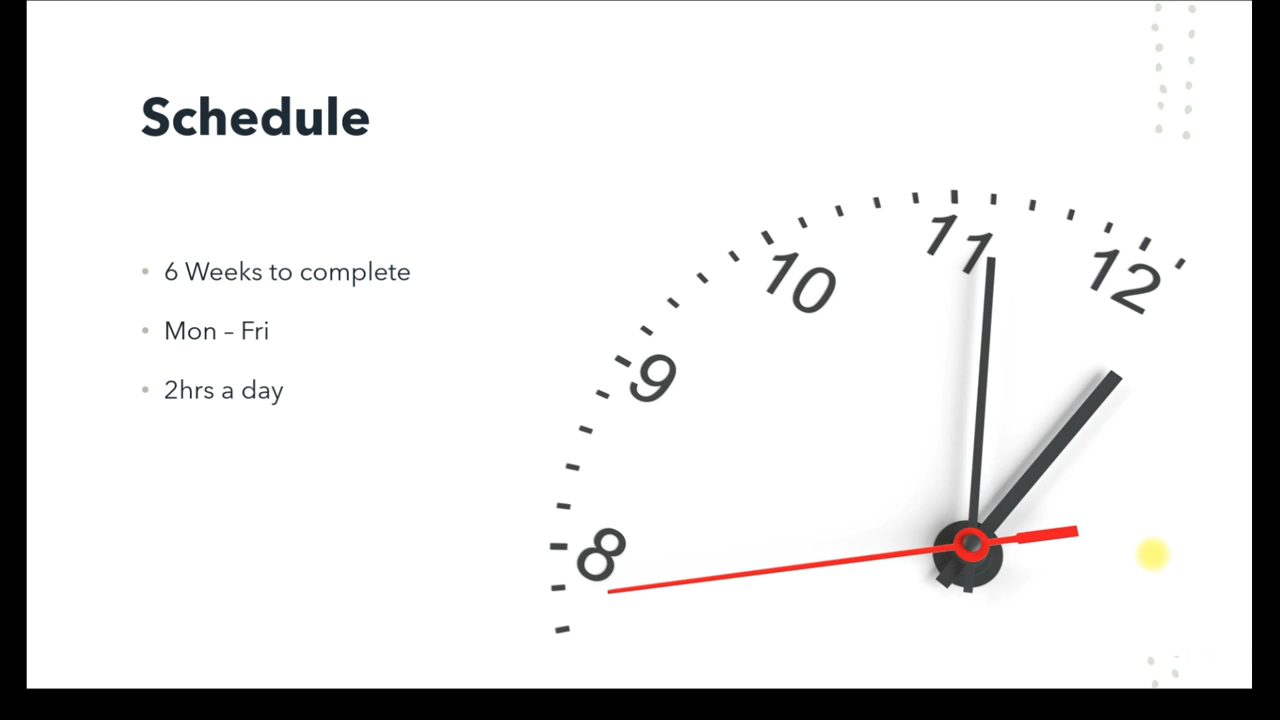 Schedule
• 6 Weeks to complete
• Mon – Fri
• 2hrs a day
11
12
10
9
8